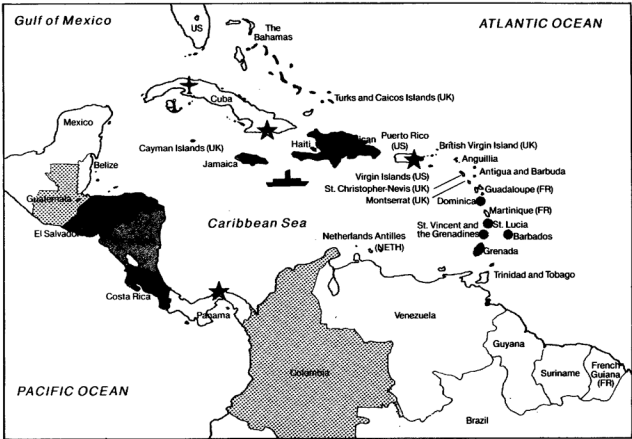 Gulf of Mexico
ATLANTIC OCEAN
US
The
Bahamas
Cuba
Turks and Caicos Islands (UK)
Mexico
Cayman Islands (UK)
Haiti
ican
Puerto Rico
(US)
British Virgin Island (UK)
Belize
Jamaica
Anguillia
Virgin Islands (US)
Antigua and Barbuda
St. Christopher-Nevis (UK)
Guatemala
Guadaloupe (FR)
Montserrat (UK)
Dominica
Martinique (FR)
Caribbean Sea
El Salvador
St. Vincent and
the Grenadines
St. Lucia
Barbados
Netherlands Antilles
(NETH)
Grenada
Trinidad and Tobago
Costa Rica
Panama
Venezuela
Guyana
Colombia
Suriname
French
Guiana
(FR)
PACIFIC OCEAN
Brazil